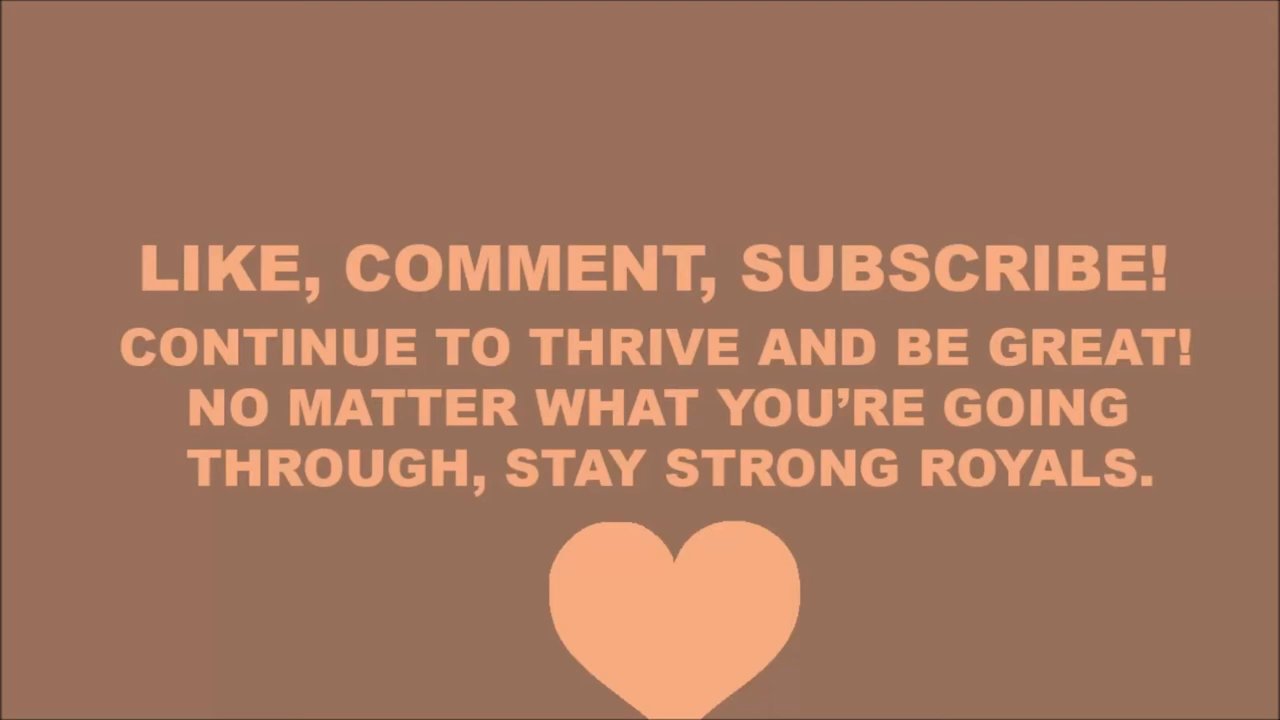 LIKE, COMMENT, SUBSCRIBE!
CONTINUE TO THRIVE AND BE GREAT!
NO MATTER WHAT YOU’RE GOING
THROUGH, STAY STRONG ROYALS.